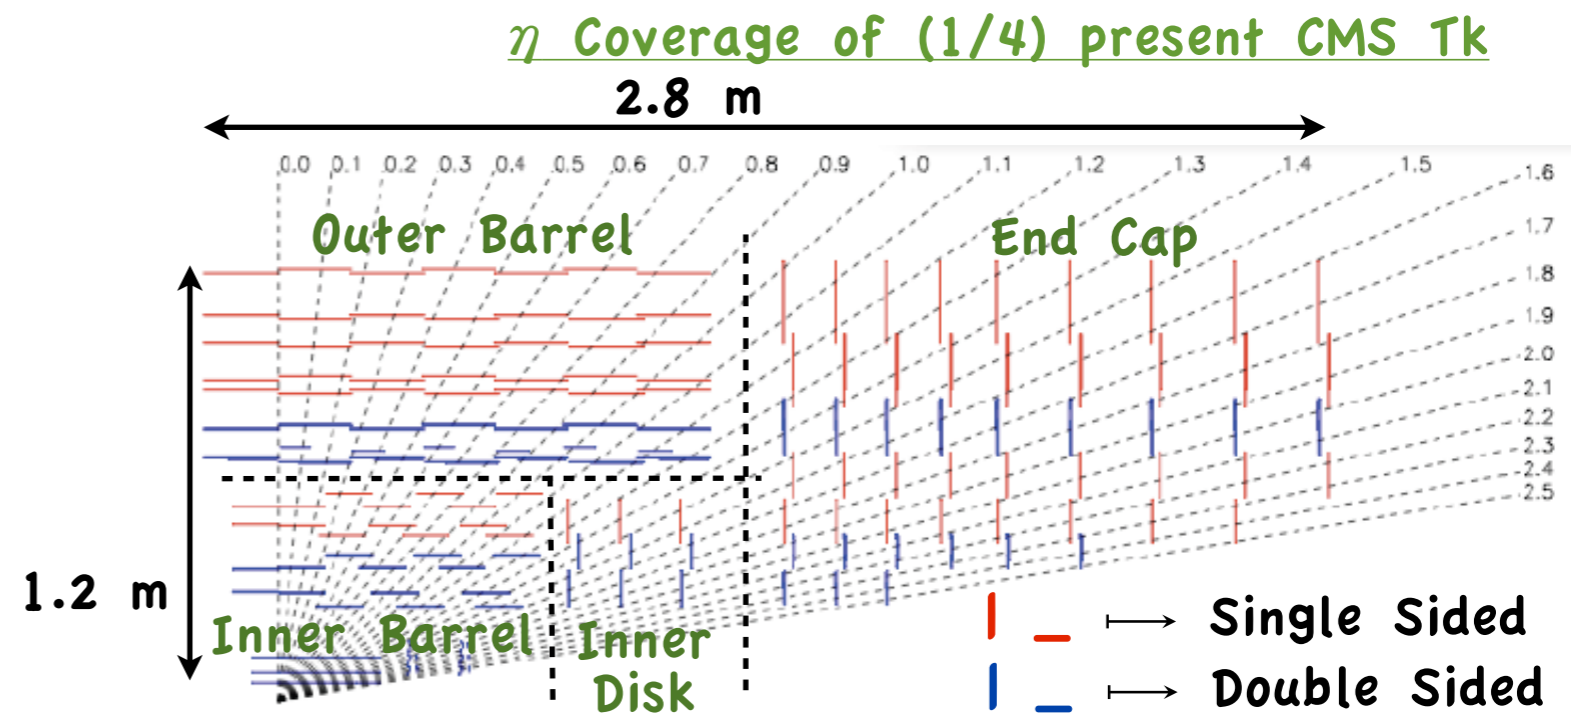 η Coverage of (1/4) present CMS Tk
2.8 m
0.0 0.1 0.2 0.3 0.4 0.5 0.6 0.7 0.8 0.9 1.0 1.1 1.2 1.3 1.4 1.5 1.6
1.7
1.8
1.9
2.0
2.1
2.2
2.3
2.4
2.5
Outer Barrel
End Cap
1.2 m
Inner Barrel
Inner
Disk
Single Sided
Double Sided